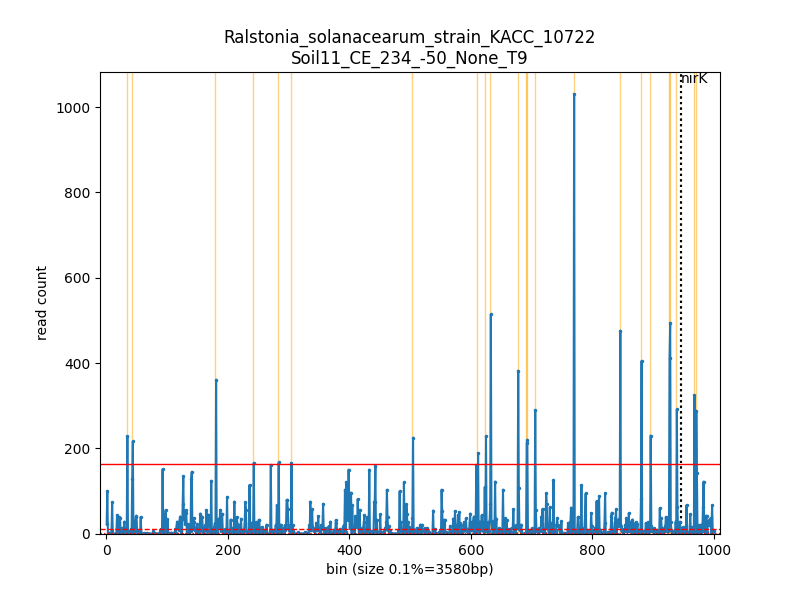 Ralstonia_solanacearum_strain_KACC_10722
Soil11_CE_234_-50_None_T9
nirK
1000
800
600
400
200
0
read count
0 200 400 600 800 1000
bin (size 0.1%=3580bp)